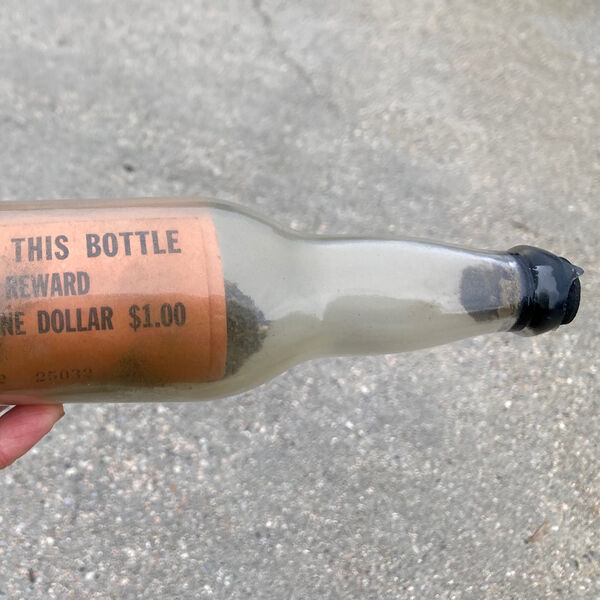 THIS BOTTLE
REWARD
NE DOLLAR $1.00
25032